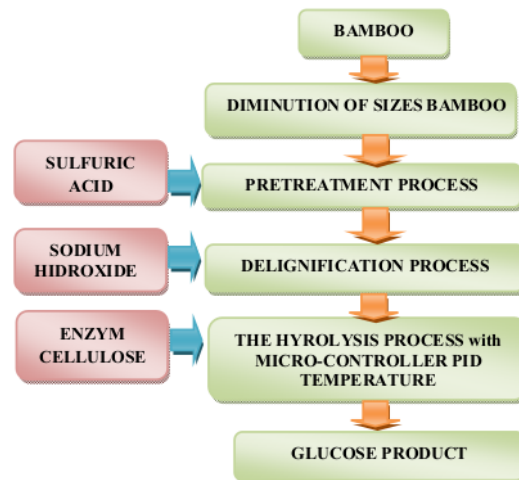 BAMBOO
DIMINUTION OF SIZES BAMBOO
SULFURIC
ACID
PRETREATMENT PROCESS
SODIUM
HIDROXIDE
DELIGNIFICATION PROCESS
ENZYM
CELLULOSE
THE HYROLYSIS PROCESS with
MICRO-CONTROLLER PID
TEMPERATURE
GLUCOSE PRODUCT